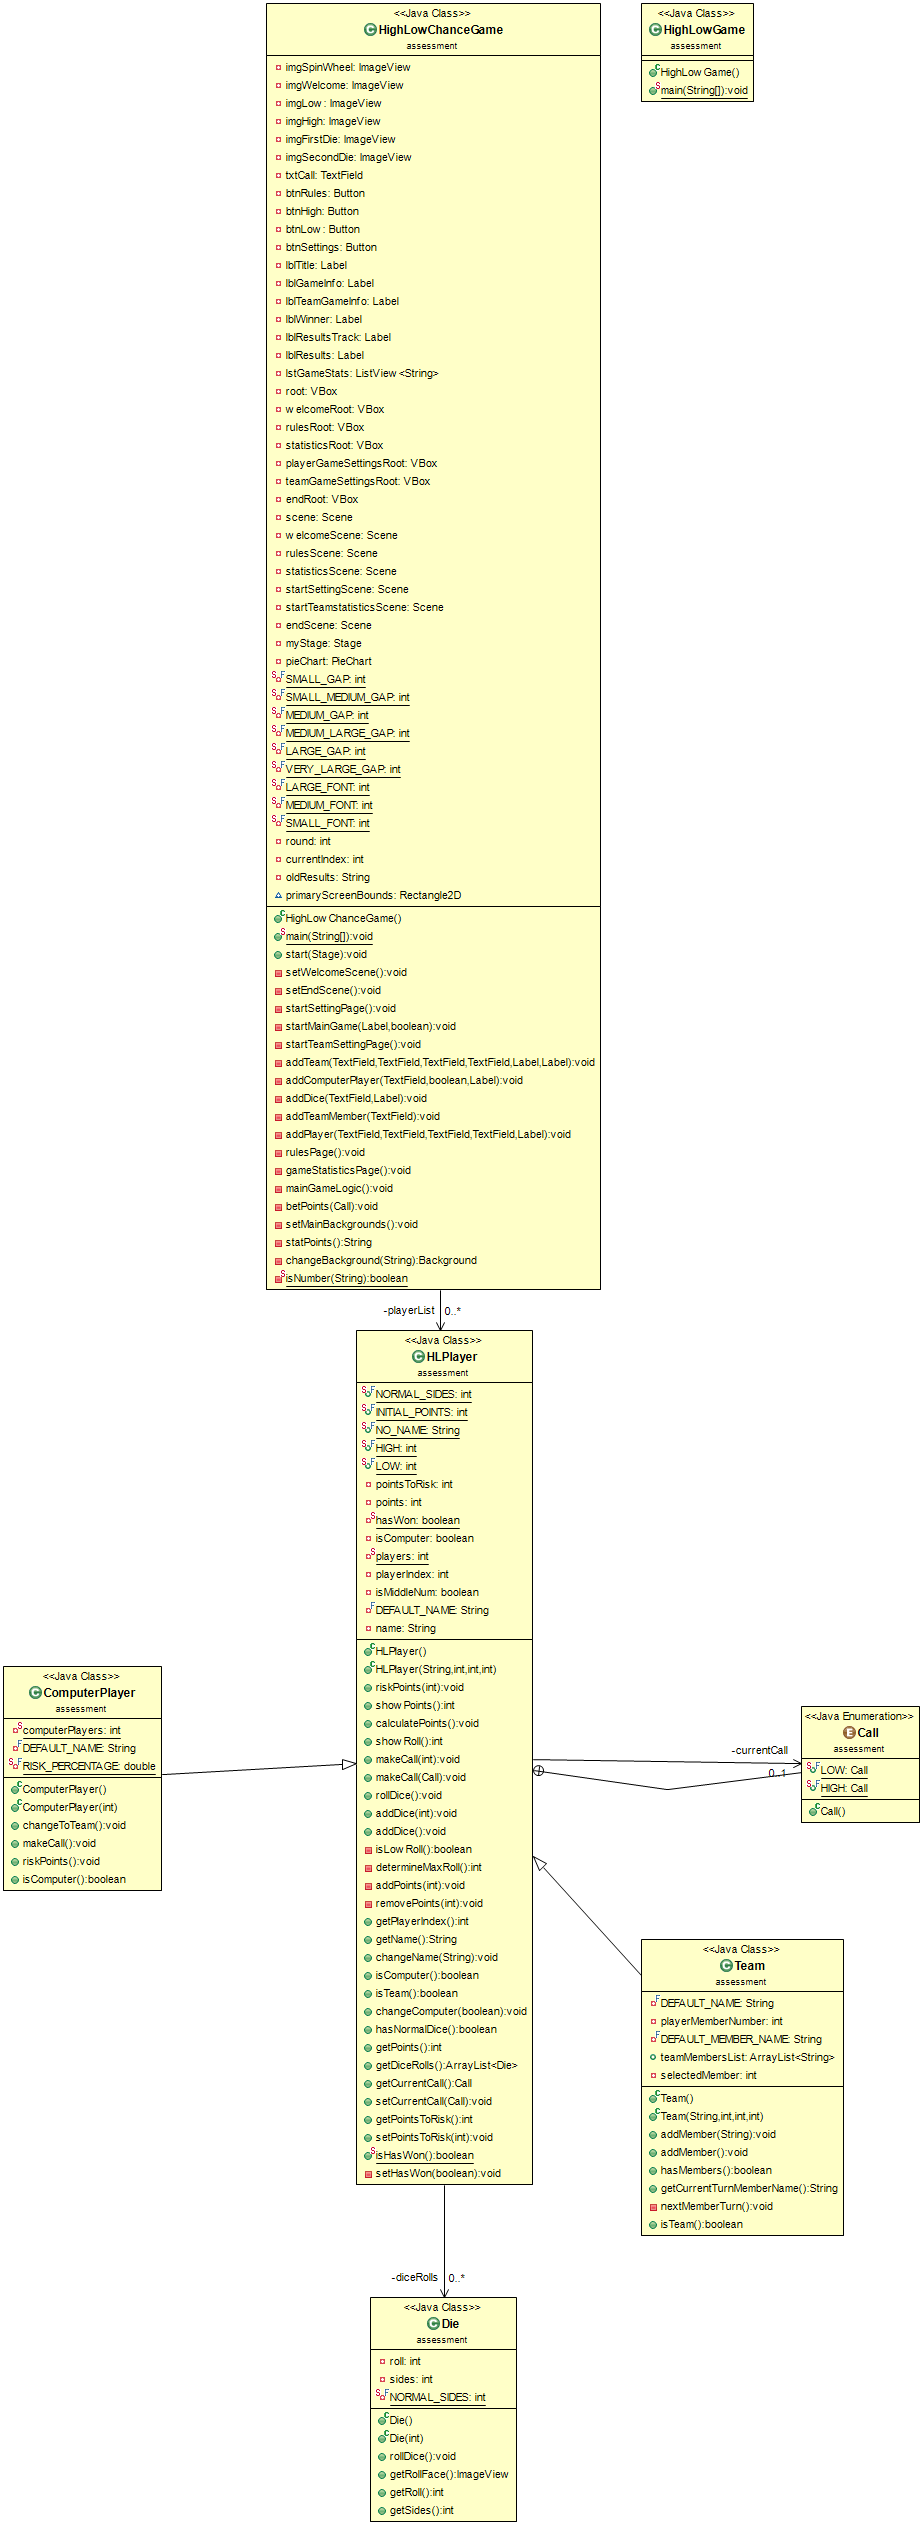 <<Java Class>>
HighLowChanceGame
assessment
imgSpinWheel: ImageView
imgWelcome: ImageView
imgLow: ImageView
imgHigh: ImageView
imgFirstDie: ImageView
imgSecondDie: ImageView
txtCall: TextField
btnRules: Button
btnHigh: Button
btnLow: Button
btnSettings: Button
lblTitle: Label
lblGameInfo: Label
lblTeamGameInfo: Label
lblWinner: Label
lblResultsTrack: Label
lblResults: Label
lstGameStats: ListView<String>
root: VBox
welcomeRoot: VBox
rulesRoot: VBox
statisticsRoot: VBox
playerGameSettingsRoot: VBox
teamGameSettingsRoot: VBox
endRoot: VBox
scene: Scene
welcomeScene: Scene
rulesScene: Scene
statisticsScene: Scene
startSettingScene: Scene
startTeamstatisticsScene: Scene
endScene: Scene
myStage: Stage
pieChart: PieChart
SMALL_GAP: int
SMALL_MEDIUM_GAP: int
MEDIUM_GAP: int
MEDIUM_LARGE_GAP: int
LARGE_GAP: int
VERY_LARGE_GAP: int
LARGE_FONT: int
MEDIUM_FONT: int
SMALL_FONT: int
round: int
currentIndex: int
oldResults: String
primaryScreenBounds: Rectangle2D
HighLowChanceGame()
main(String[]):void
start(Stage):void
setWelcomeScene():void
setEndScene():void
startSettingPage():void
startMainGame(Label,boolean):void
startTeamSettingPage():void
addTeam(TextField,TextField,TextField,TextField,Label,Label):void
addComputerPlayer(TextField,boolean,Label):void
addDice(TextField,Label):void
addTeamMember(TextField):void
addPlayer(TextField,TextField,TextField,TextField,Label):void
rulesPage():void
gameStatisticsPage():void
mainGameLogic():void
betPoints(Call):void
setMainBackgrounds():void
statPoints():String
changeBackground(String):Background
isNumber(String):boolean
<<Java Class>>
HighLowGame
assessment
HighLowGame()
main(String[]):void
-playerList 0..*
<<Java Class>>
HLPlayer
assessment
NORMAL_SIDES: int
INITIAL_POINTS: int
NO_NAME: String
HIGH: int
LOW: int
pointsToRisk: int
points: int
hasWon: boolean
isComputer: boolean
players: int
playerIndex: int
isMiddleNum: boolean
DEFAULT_NAME: String
name: String
HLPlayer()
HLPlayer(String,int,int,int)
riskPoints(int):void
showPoints():int
calculatePoints():void
showRoll():int
makeCall(int):void
makeCall(Call):void
rollDice():void
addDice(int):void
addDice():void
isLowRoll():boolean
determineMaxRoll():int
addPoints(int):void
removePoints(int):void
getPlayerIndex():int
getName():String
changeName(String):void
isComputer():boolean
isTeam():boolean
changeComputer(boolean):void
hasNormalDice():boolean
getPoints():int
getDiceRolls():ArrayList<Die>
getCurrentCall():Call
setCurrentCall(Call):void
getPointsToRisk():int
setPointsToRisk(int):void
isHasWon():boolean
setHasWon(boolean):void
<<Java Class>>
ComputerPlayer
assessment
computerPlayers: int
DEFAULT_NAME: String
RISK_PERCENTAGE: double
ComputerPlayer()
ComputerPlayer(int)
changeToTeam():void
makeCall():void
riskPoints():void
isComputer():boolean
-currentCall
0..1
<<Java Enumeration>>
Call
assessment
LOW: Call
HIGH: Call
Call()
<<Java Class>>
Team
assessment
DEFAULT_NAME: String
playerMemberNumber: int
DEFAULT_MEMBER_NAME: String
teamMembersList: ArrayList<String>
selectedMember: int
Team()
Team(String,int,int,int)
addMember(String):void
addMember():void
hasMembers():boolean
getCurrentTurnMemberName():String
nextMemberTurn():void
isTeam():boolean
-diceRolls 0..*
<<Java Class>>
Die
assessment
roll: int
sides: int
NORMAL_SIDES: int
Die()
Die(int)
rollDice():void
getRollFace():ImageView
getRoll():int
getSides():int